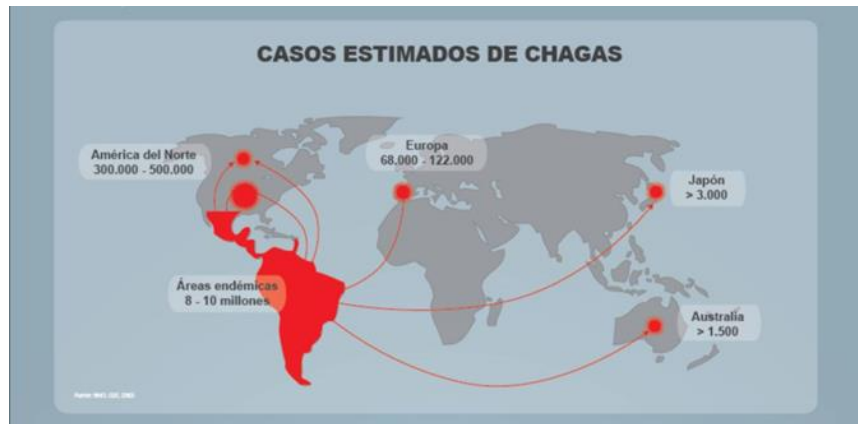 CASOS ESTIMADOS DE CHAGAS
América del Norte
300.000 - 500.000
Europa
68.000 - 122.000
Japón
> 3.000
Áreas endémicas
8 - 10 millones
Australia
> 1.500